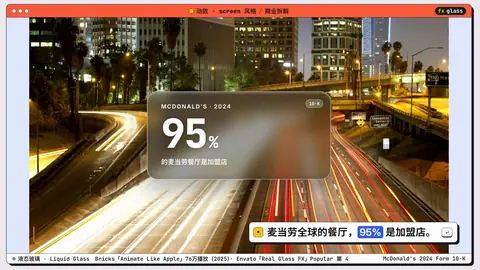 动效 · screen 风格 / 商业拆解
fx glass
MCDONALD'S · 2024
10-K
95%
的麦当劳餐厅是加盟店
麦当劳全球的餐厅，95% 是加盟店。
液态玻璃 · Liquid Glass Bricks「Animate Like Apple」76万播放 (2025)· Envato「Real Glass FX」Popular 第 4
McDonald's 2024 Form 10-K